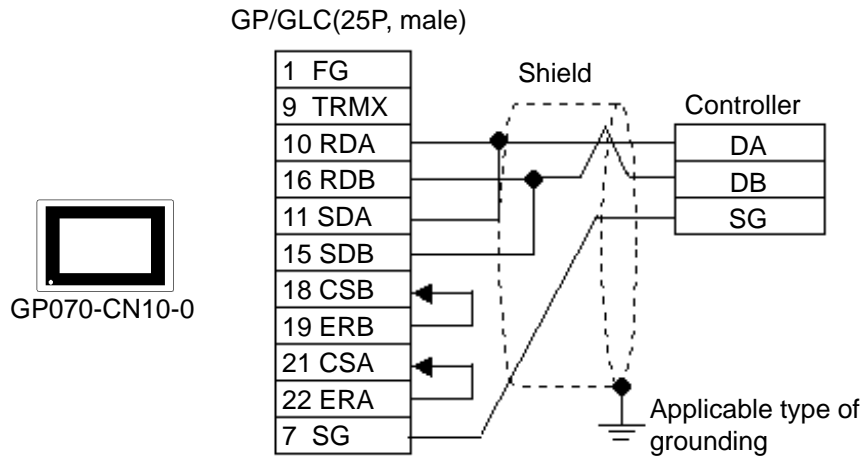 GP/GLC(25P, male)
1 FG
9 TRMX
10 RDA
16 RDB
11 SDA
15 SDB
18 CSB
19 ERB
21 CSA
22 ERA
7 SG
Shield
Controller
DA
DB
SG
GP070-CN10-0
Applicable type of
grounding